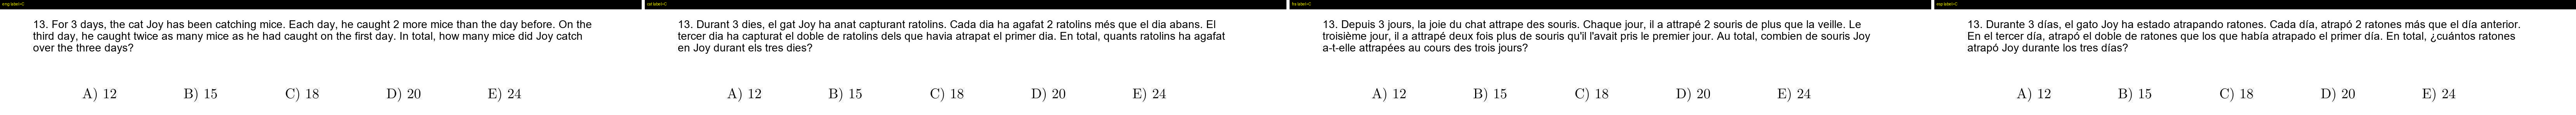 eng label=C
13. For 3 days, the cat Joy has been catching mice. Each day, he caught 2 more mice than the day before. On the
third day, he caught twice as many mice as he had caught on the first day. In total, how many mice did Joy catch
over the three days?
A) 12 B) 15 C) 18 D) 20 E) 24
cat label=C
13. Durant 3 dies, el gat Joy ha anat capturant ratolins. Cada dia ha agafat 2 ratolins més que el dia abans. El
tercer dia ha capturat el doble de ratolins dels que havia atrapat el primer dia. En total, quants ratolins ha agafat
en Joy durant els tres dies?
A) 12 B) 15 C) 18 D) 20 E) 24
fra label=C
13. Depuis 3 jours, la joie du chat attrape des souris. Chaque jour, il a attrapé 2 souris de plus que la veille. Le
troisième jour, il a attrapé deux fois plus de souris qu'il l'avait pris le premier jour. Au total, combien de souris Joy
a-t-elle attrapées au cours des trois jours?
A) 12 B) 15 C) 18 D) 20 E) 24
esp label=C
13. Durante 3 días, el gato Joy ha estado atrapando ratones. Cada día, atrapó 2 ratones más que el día anterior.
En el tercer día, atrapó el doble de ratones que los que había atrapado el primer día. En total, ¿cuántos ratones
atrapó Joy durante los tres días?
A) 12 B) 15 C) 18 D) 20 E) 24